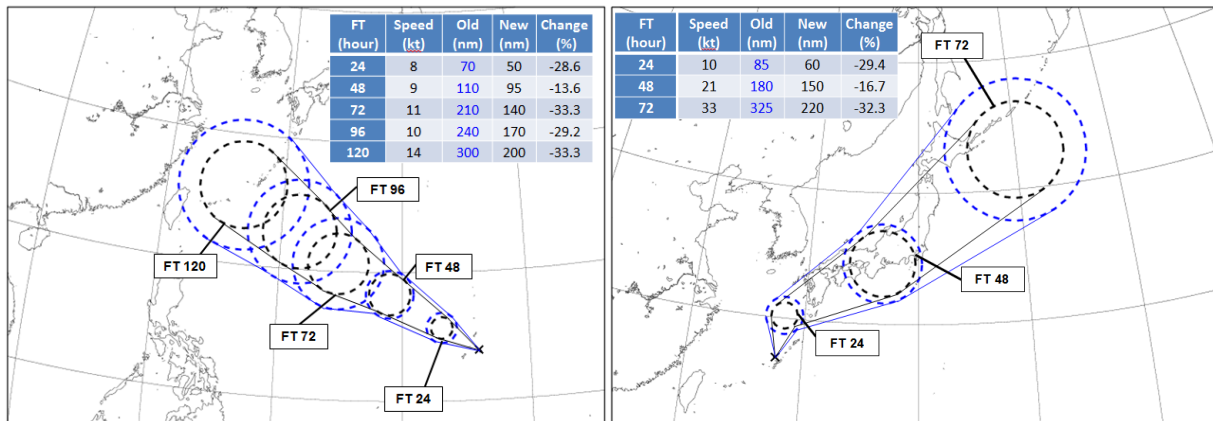 FT Speed Old New Change
(hour) (kt) (nm) (nm) (%)
24 8 70 50 -28.6
48 9 110 95 -13.6
72 11 210 140 -33.3
96 10 240 170 -29.2
120 14 300 200 -33.3
FT 96
FT 120
FT 48
FT 72
FT 24
FT Speed Old New Change
(hour) (kt) (nm) (nm) (%)
24 10 85 60 -29.4
48 21 180 150 -16.7
72 33 325 220 -32.3
FT 72
FT 48
FT 24